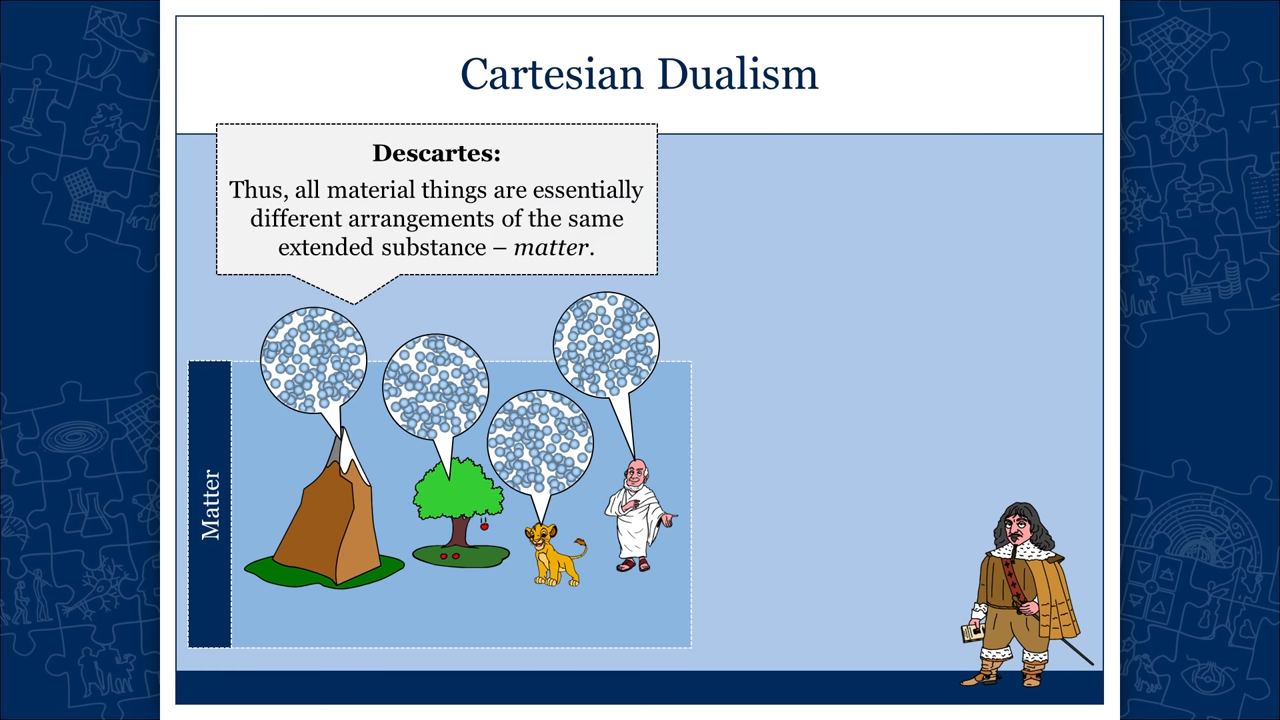 Cartesian Dualism
Descartes:
Thus, all material things are essentially
different arrangements of the same
extended substance – matter.
Matter